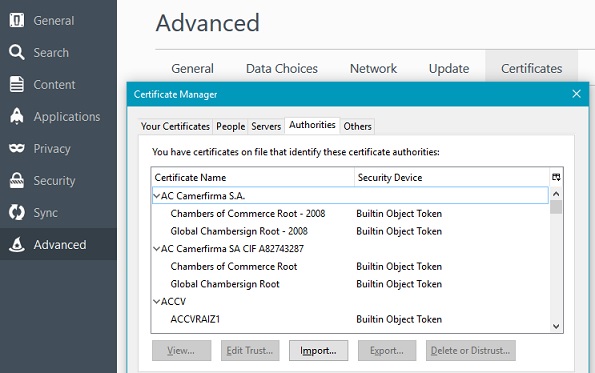 General
Search
Content
Applications
Privacy
Security
Sync
Advanced
Advanced
General Data Choices Network Update Certificates
Certificate Manager
Your Certificates People Servers Authorities Others
You have certificates on file that identify these certificate authorities:
Certificate Name Security Device
AC Camerfirma S.A.
Chambers of Commerce Root - 2008 Builtin Object Token
Global Chambersign Root - 2008 Builtin Object Token
AC Camerfirma SA CIF A82743287
Chambers of Commerce Root Builtin Object Token
Global Chambersign Root Builtin Object Token
ACCV
ACCVRAIZ1 Builtin Object Token
View... Edit Trust... Import... Export... Delete or Distrust...